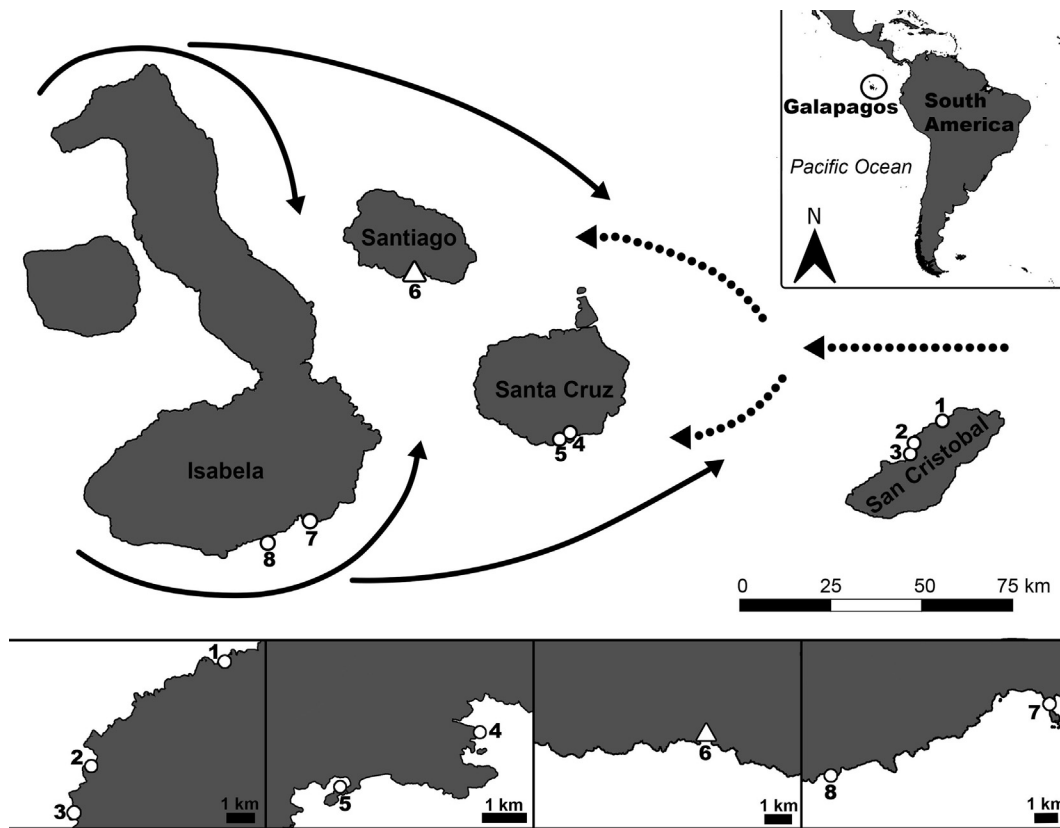 Galapagos
South
America
Pacific Ocean
N
Santiago
6
Santa Cruz
5
4
Isabela
7
8
1
2
3
San Cristobal
0 25 50 75 km
1
2
3
1 km
4
5
1 km
6
1 km
7
8
1 km